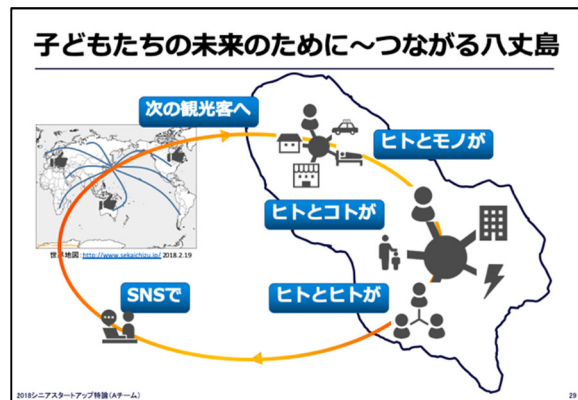 子どもたちの未来のために～つながる八丈島
次の観光客へ
ヒトとモノが
ヒトとコトが
世界地図: http://www.sekaichizu.jp/ 2018.2.19
SNSで
ヒトとヒトが
2018シニアスタートアップ特論(Aチーム)
29